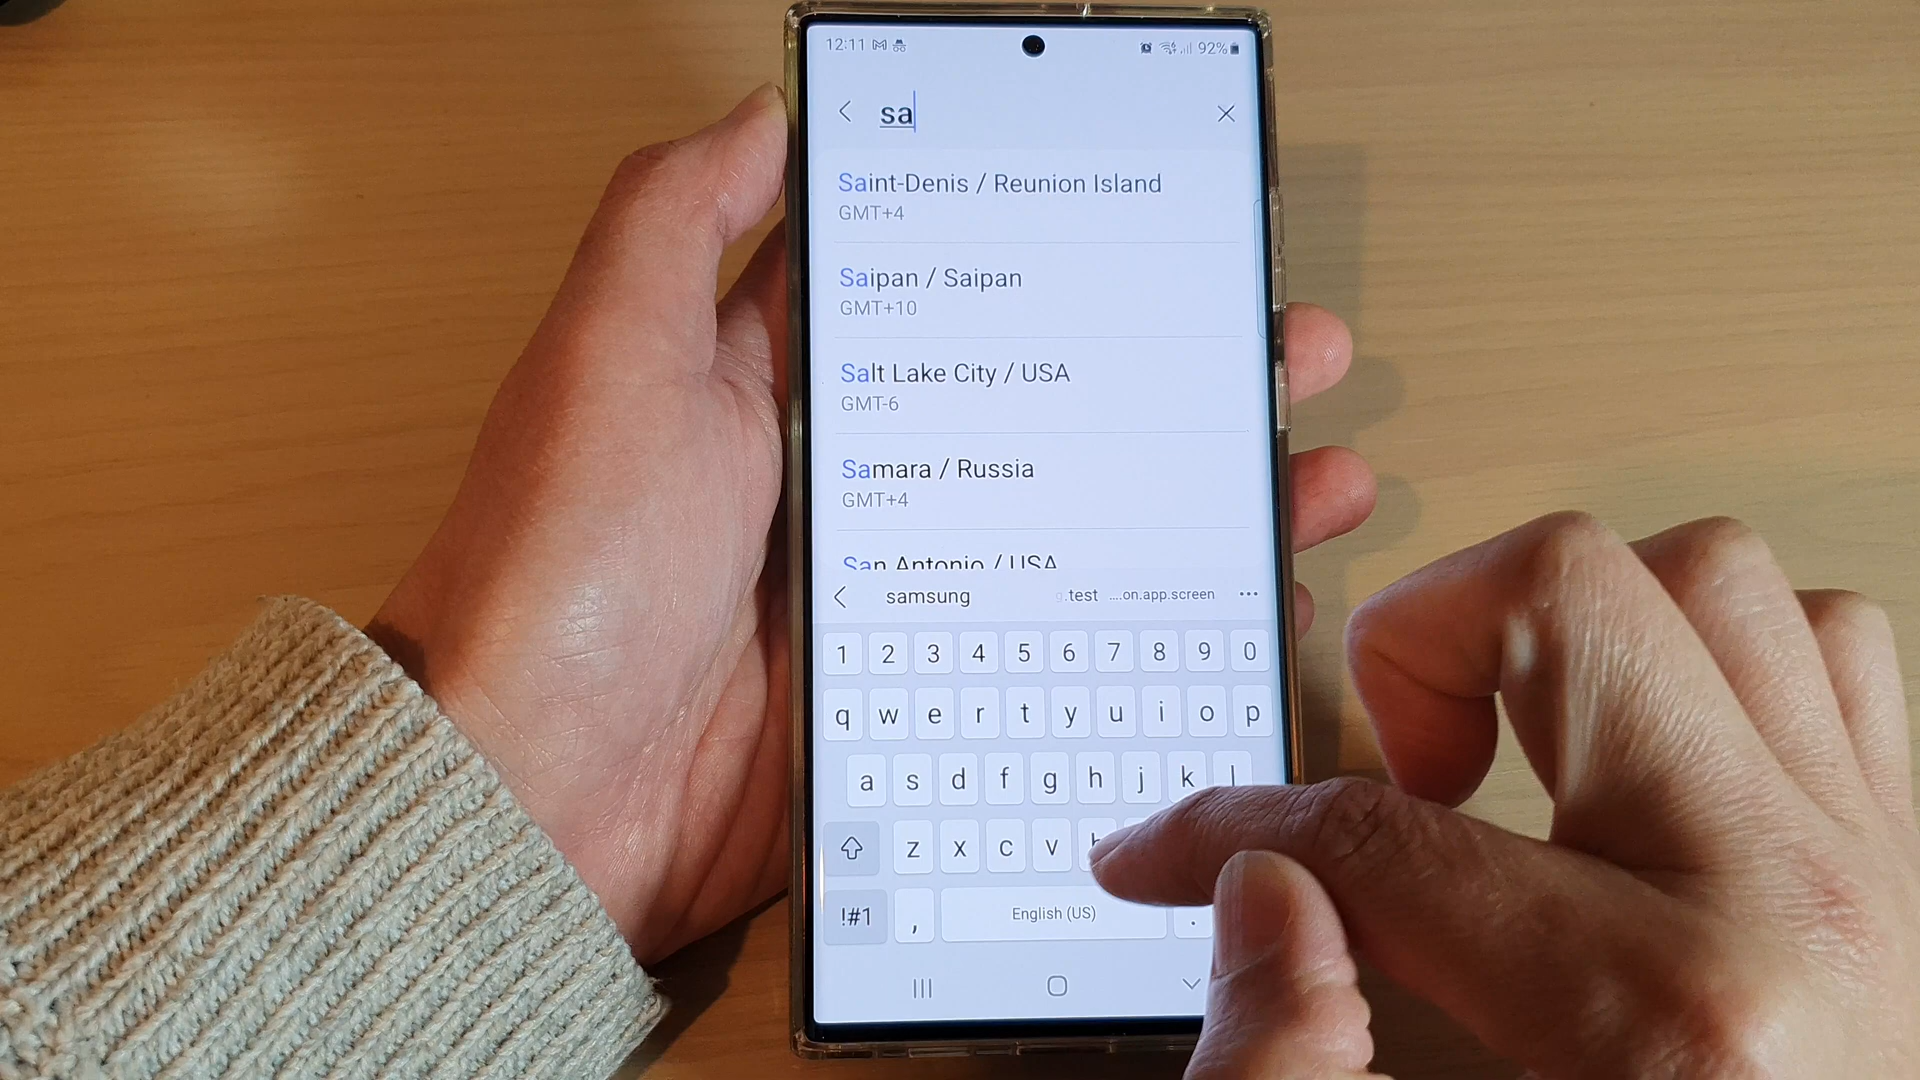 12:11 92%
sa
Saint-Denis / Reunion Island
GMT+4
Saipan / Saipan
GMT+10
Salt Lake City / USA
GMT-6
Samara / Russia
GMT+4
San Antonio / USA
samsung .test ....on.app.screen •••
1 2 3 4 5 6 7 8 9 0
q w e r t y u i o p
a s d f g h j k l
z x c v
!#1 , English (US) .